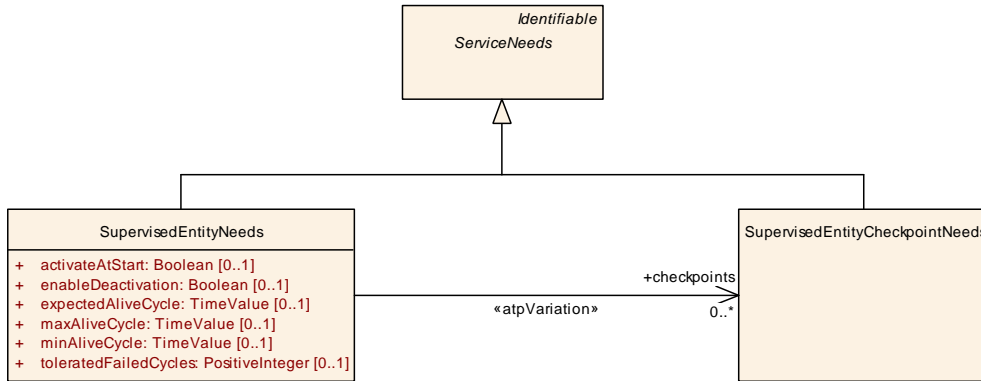 Identifiable
ServiceNeeds
SupervisedEntityNeeds
+ activateAtStart: Boolean [0..1]
+ enableDeactivation: Boolean [0..1]
+ expectedAliveCycle: TimeValue [0..1]
+ maxAliveCycle: TimeValue [0..1]
+ minAliveCycle: TimeValue [0..1]
+ toleratedFailedCycles: PositiveInteger [0..1]
SupervisedEntityCheckpointNeeds
+checkpoints
«atpVariation»
0..*